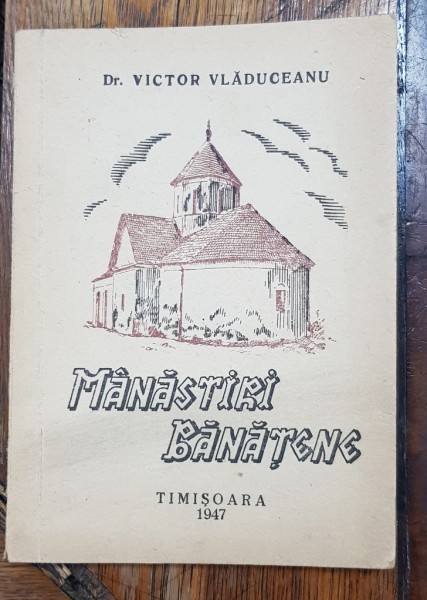 Dr. VICTOR VLĂDUCEANU
MÂNĂSTIRI
BĂNĂȚENE
TIMIȘOARA
1947